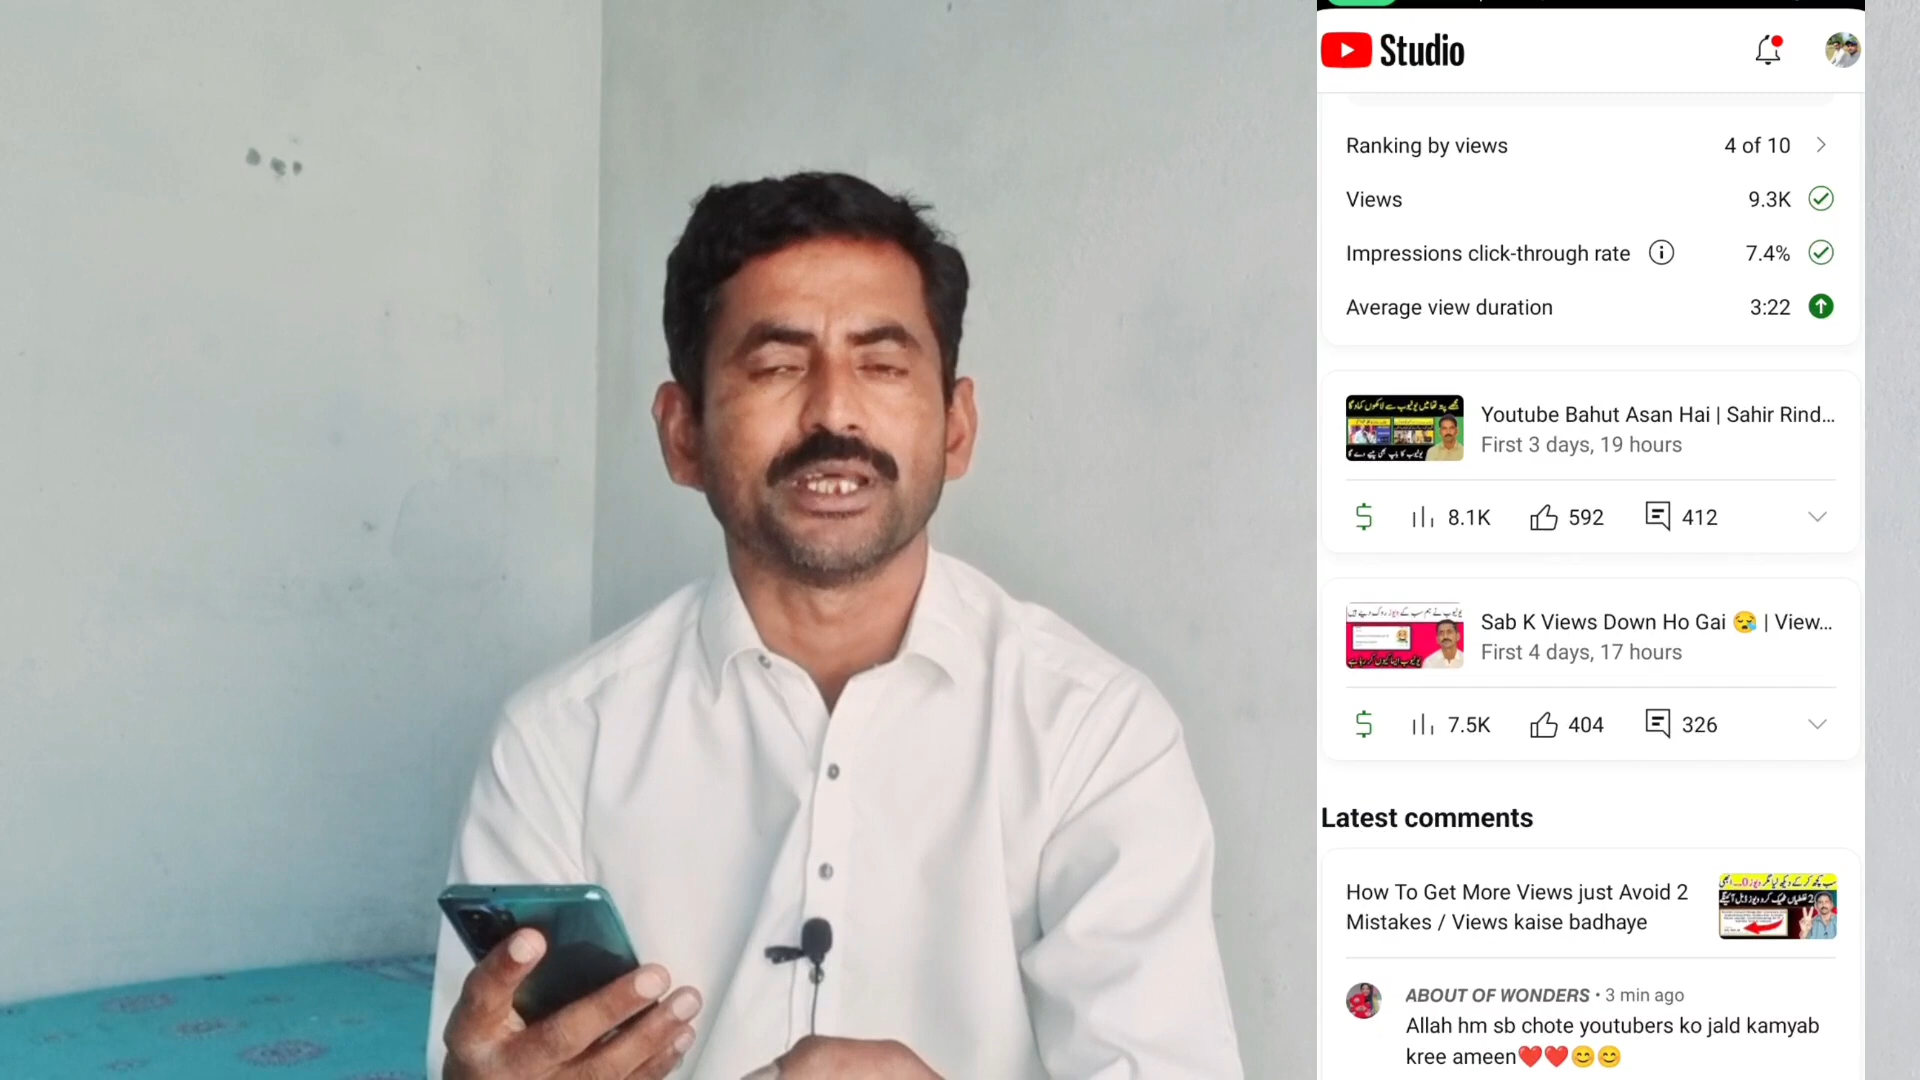 Studio
Ranking by views 4 of 10
Views 9.3K
Impressions click-through rate 7.4%
Average view duration 3:22
Youtube Bahut Asan Hai | Sahir Rind...
First 3 days, 19 hours
8.1K 592 412
Sab K Views Down Ho Gai 😪 | View...
First 4 days, 17 hours
7.5K 404 326
Latest comments
How To Get More Views just Avoid 2
Mistakes / Views kaise badhaye
ABOUT OF WONDERS • 3 min ago
Allah hm sb chote youtubers ko jald kamyab
kree ameen❤️❤️😊😊